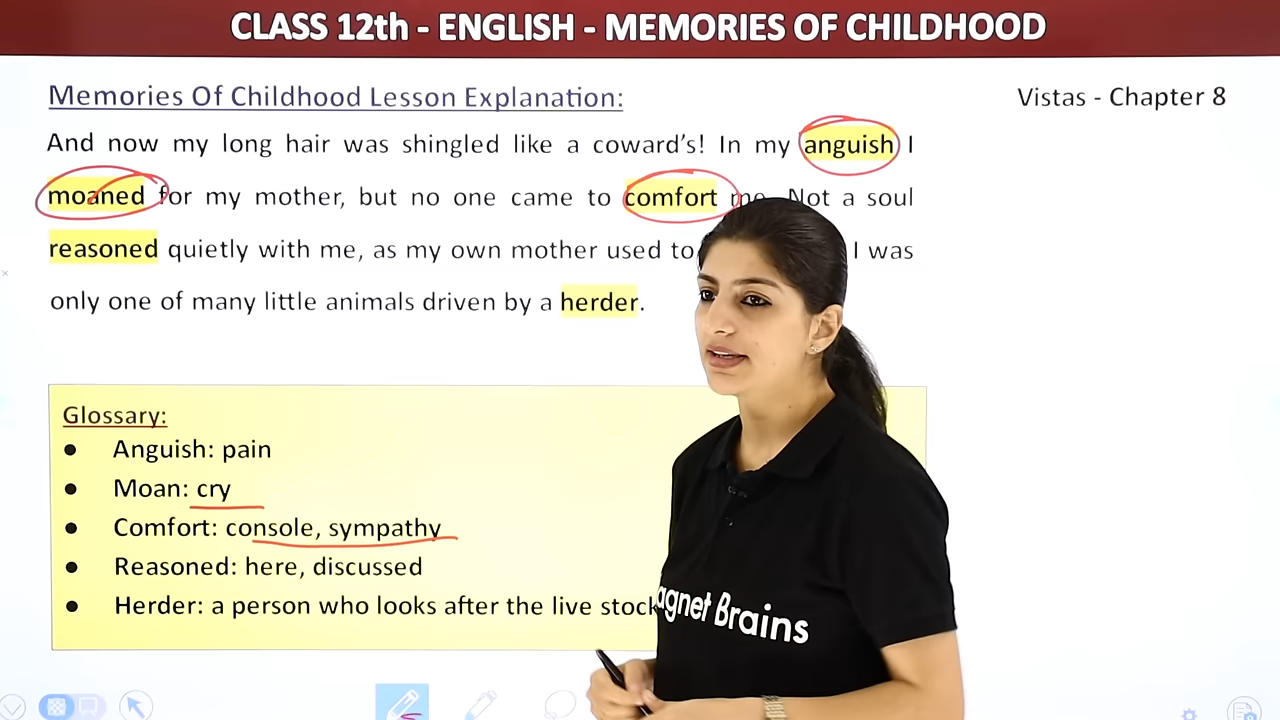 CLASS 12th - ENGLISH - MEMORIES OF CHILDHOOD
Memories Of Childhood Lesson Explanation:
Vistas - Chapter 8
And now my long hair was shingled like a coward's! In my anguish I
moaned for my mother, but no one came to comfort me. Not a soul
reasoned quietly with me, as my own mother used to I was
only one of many little animals driven by a herder.
Glossary:
● Anguish: pain
● Moan: cry
● Comfort: console, sympathy
● Reasoned: here, discussed
● Herder: a person who looks after the live stock
agnet Brains